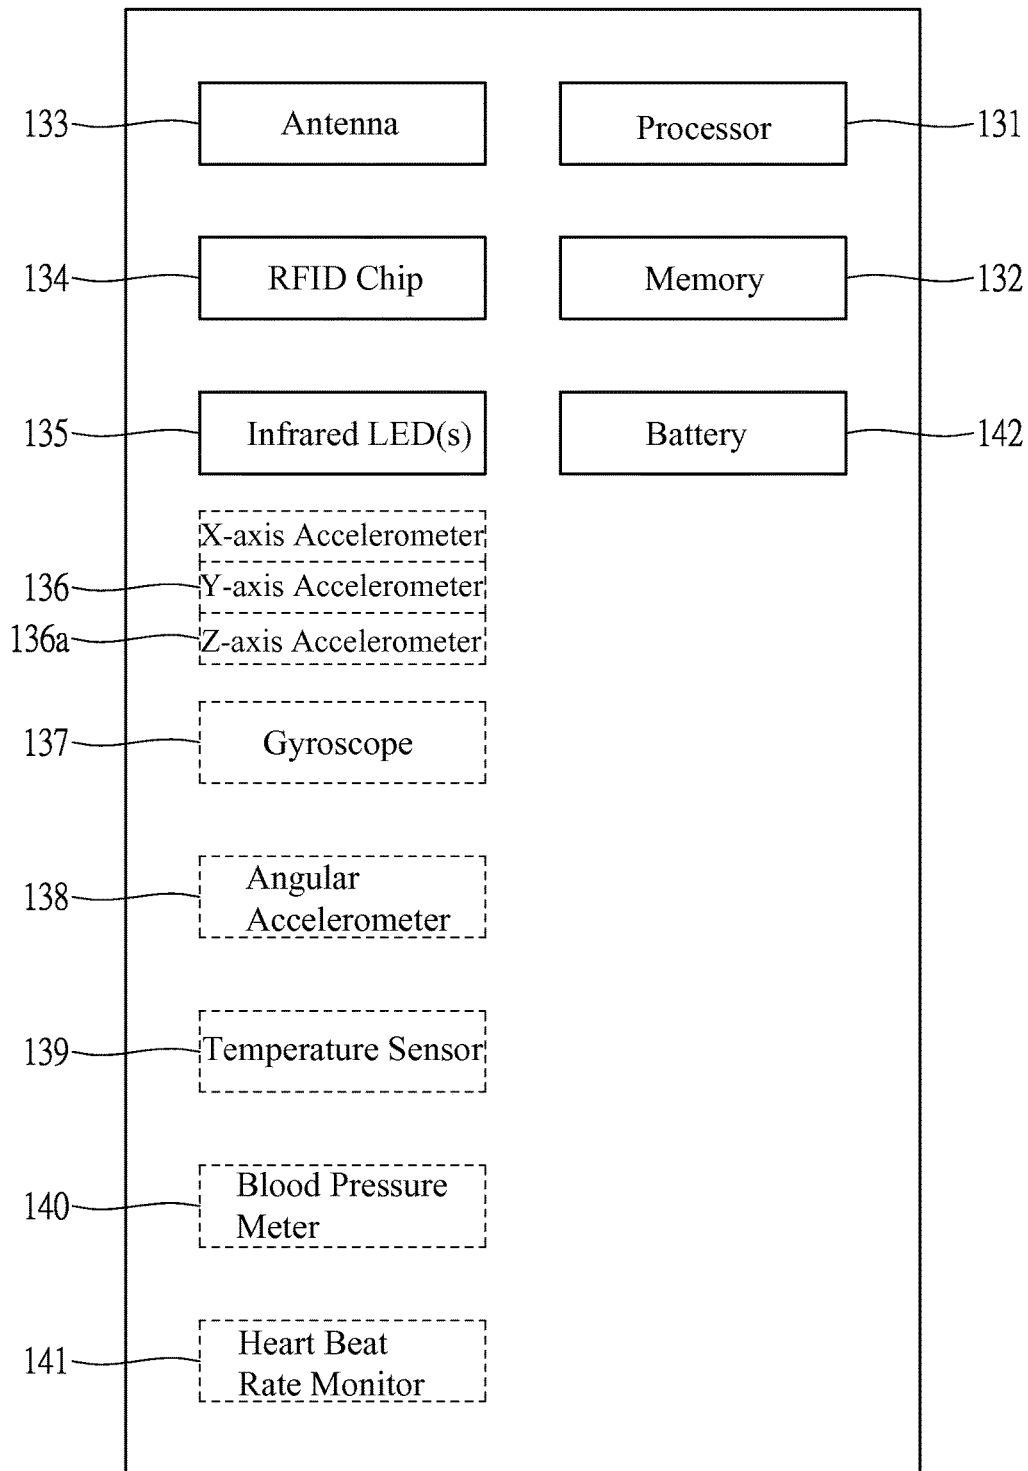 133 Antenna Processor 131
134 RFID Chip Memory 132
135 Infrared LED(s) Battery 142
X-axis Accelerometer
136 Y-axis Accelerometer
136a Z-axis Accelerometer
137 Gyroscope
138 Angular
Accelerometer
139 Temperature Sensor
140 Blood Pressure
Meter
141 Heart Beat
Rate Monitor